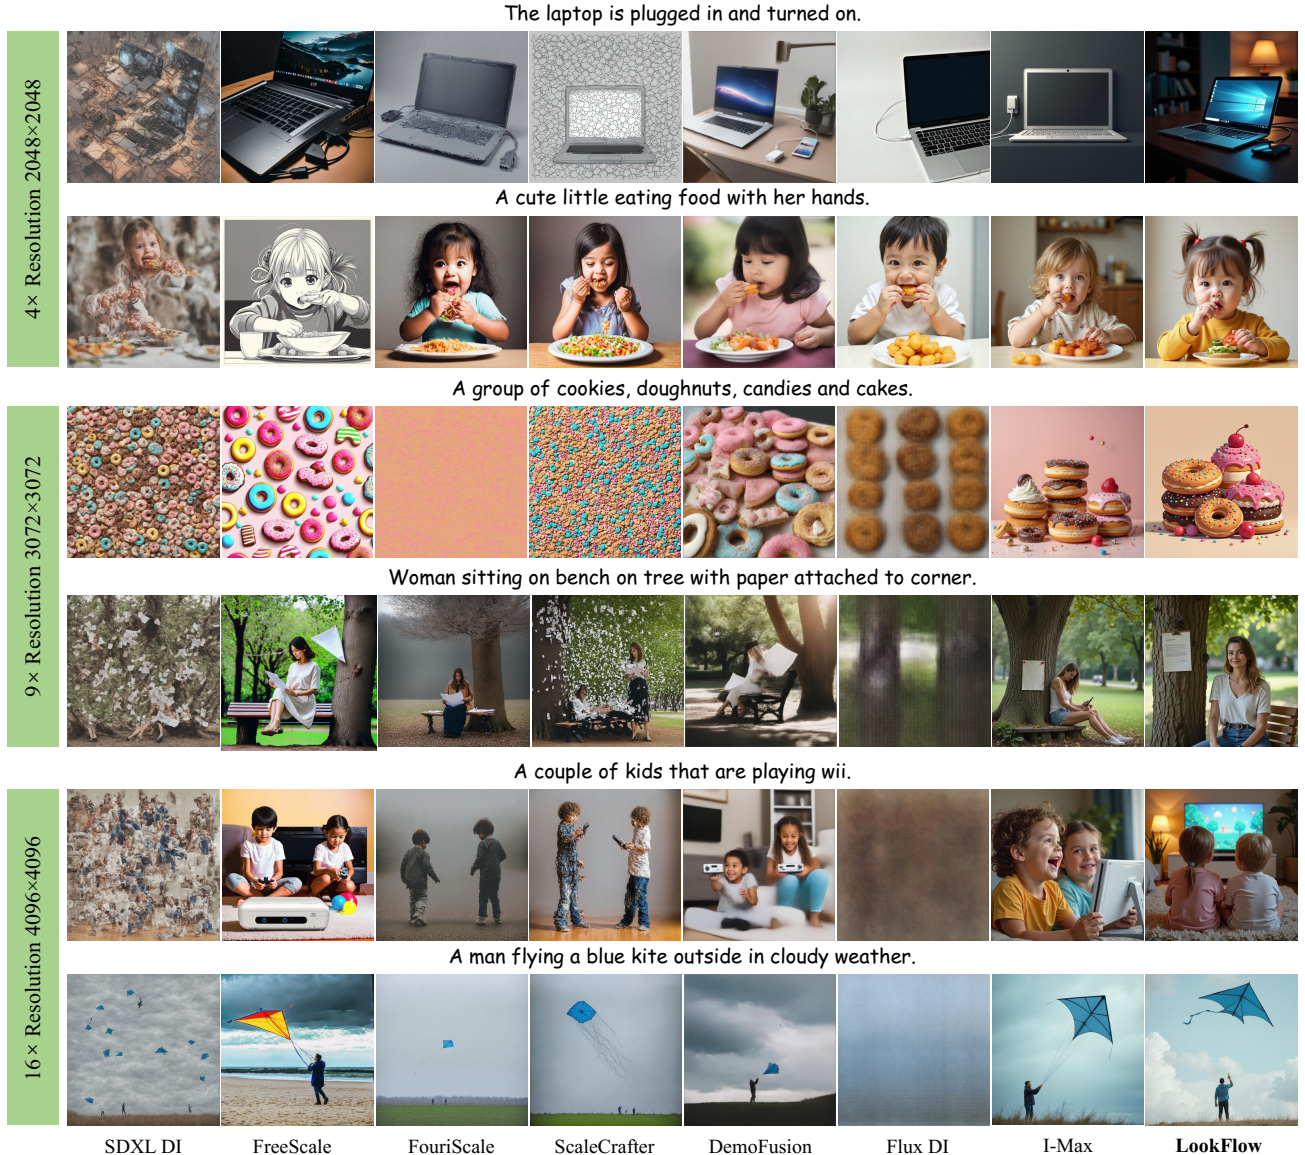 The laptop is plugged in and turned on.
4× Resolution 2048×2048
A cute little eating food with her hands.
A group of cookies, doughnuts, candies and cakes.
9× Resolution 3072×3072
Woman sitting on bench on tree with paper attached to corner.
A couple of kids that are playing wii.
16× Resolution 4096×4096
A man flying a blue kite outside in cloudy weather.
SDXL DI FreeScale FouriScale ScaleCrafter DemoFusion Flux DI I-Max LookFlow